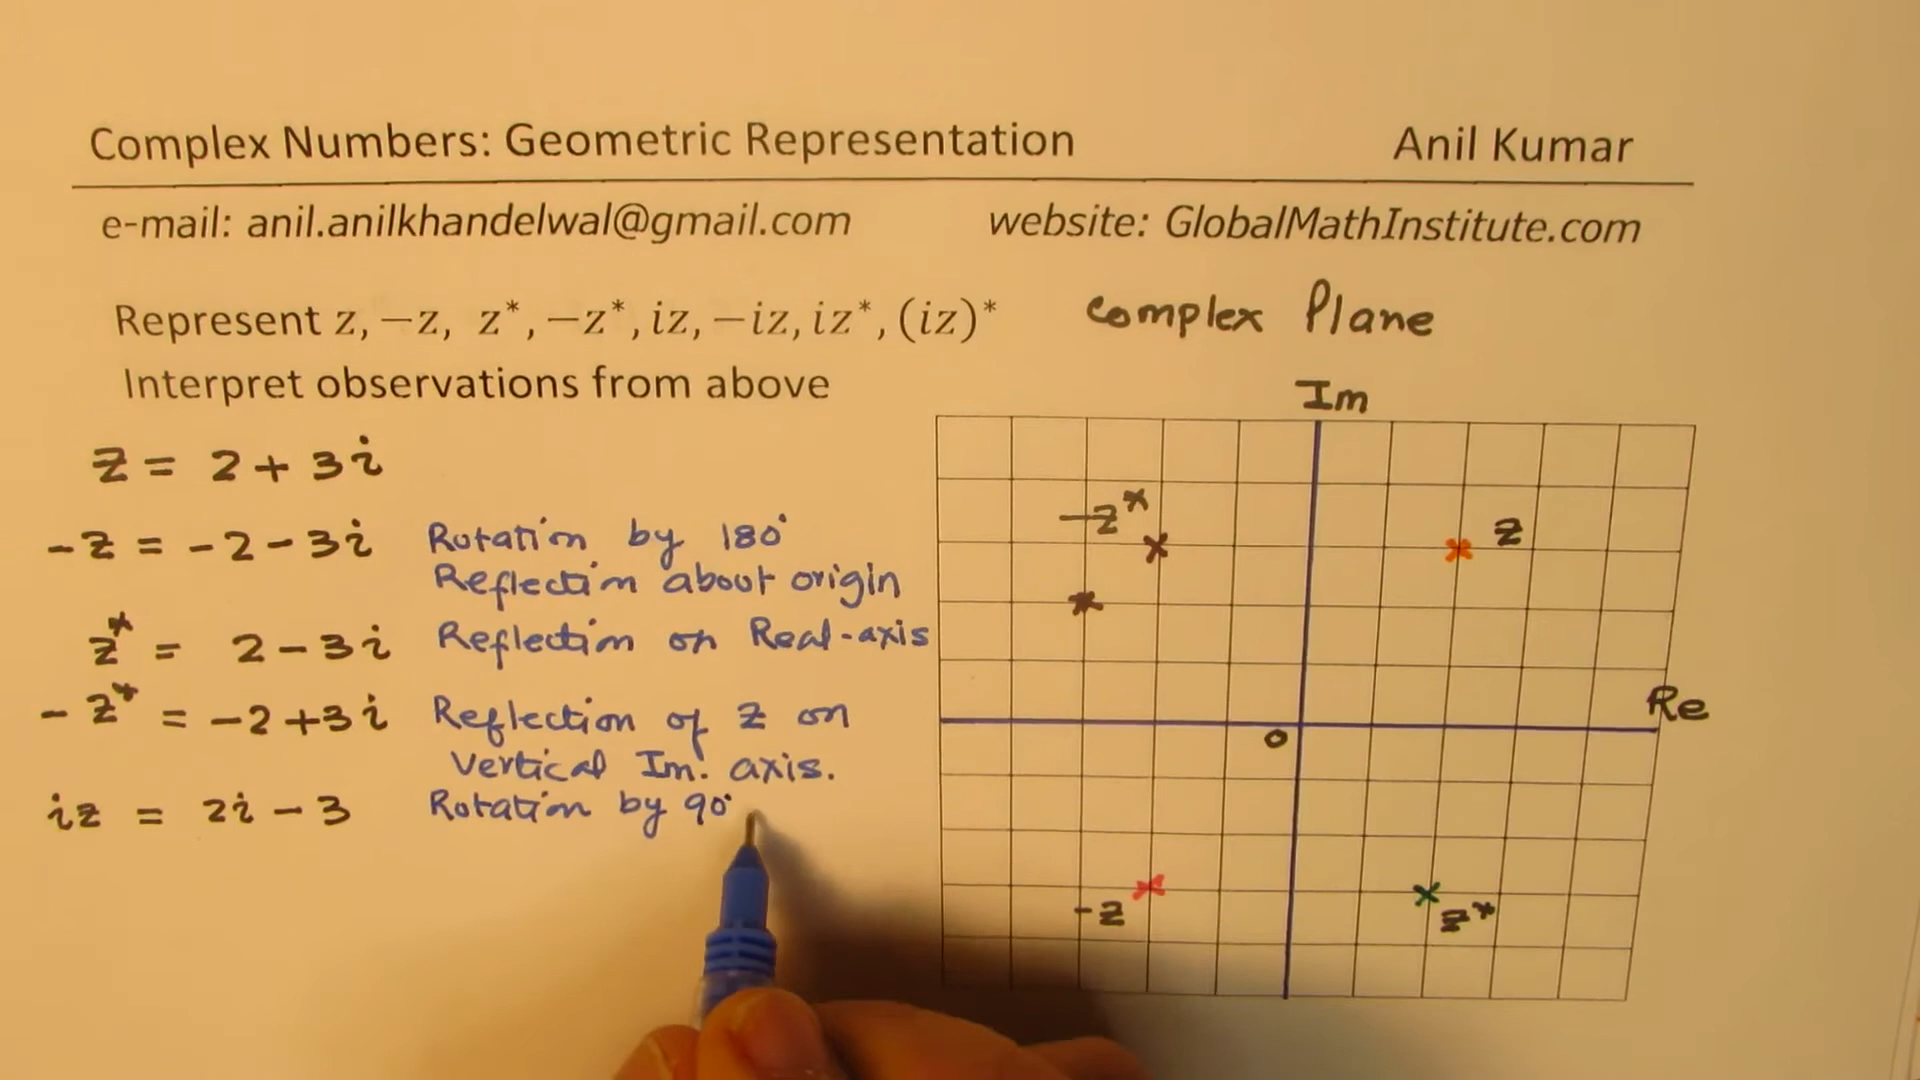 Complex Numbers: Geometric Representation Anil Kumar
e-mail: anil.anilkhandelwal@gmail.com website: GlobalMathInstitute.com
Represent z, −z, z*, −z*, iz, −iz, iz*, (iz)* Complex Plane
Interpret observations from above
z = 2 + 3i
-z = -2 - 3i Rotation by 180°
Reflection about origin
z* = 2 - 3i Reflection on Real-axis
- z* = -2 + 3i Reflection of z on
Vertical Im. axis.
iz = 2i - 3 Rotation by 90°
Im
-z*
z
Re
O
-z
z*